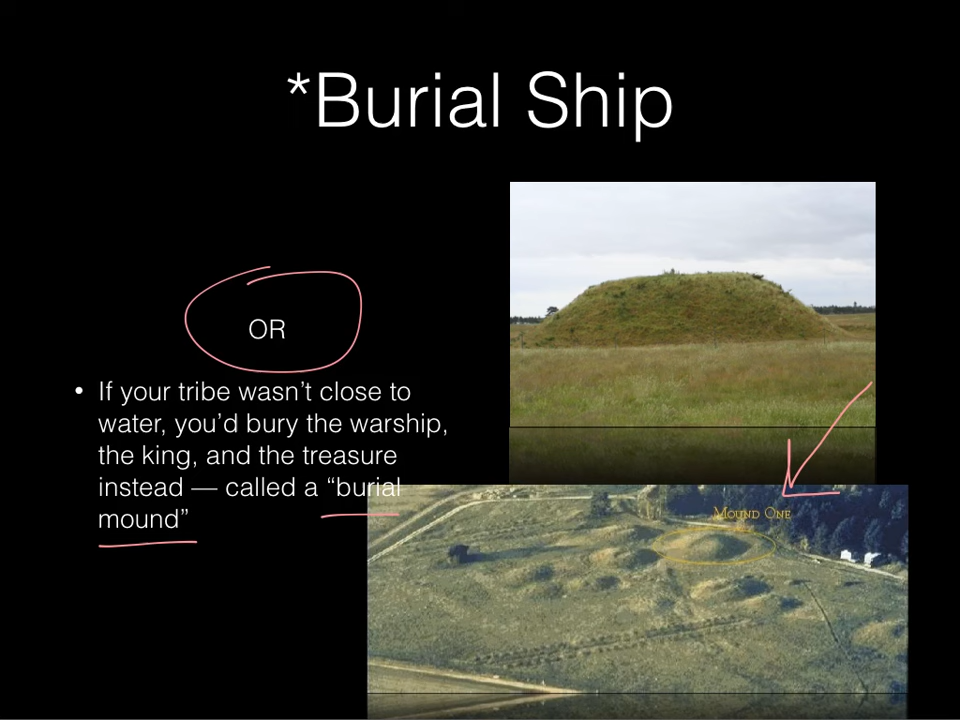 *Burial Ship
OR
• If your tribe wasn’t close to
water, you’d bury the warship,
the king, and the treasure
instead — called a “burial
mound”
Mound One